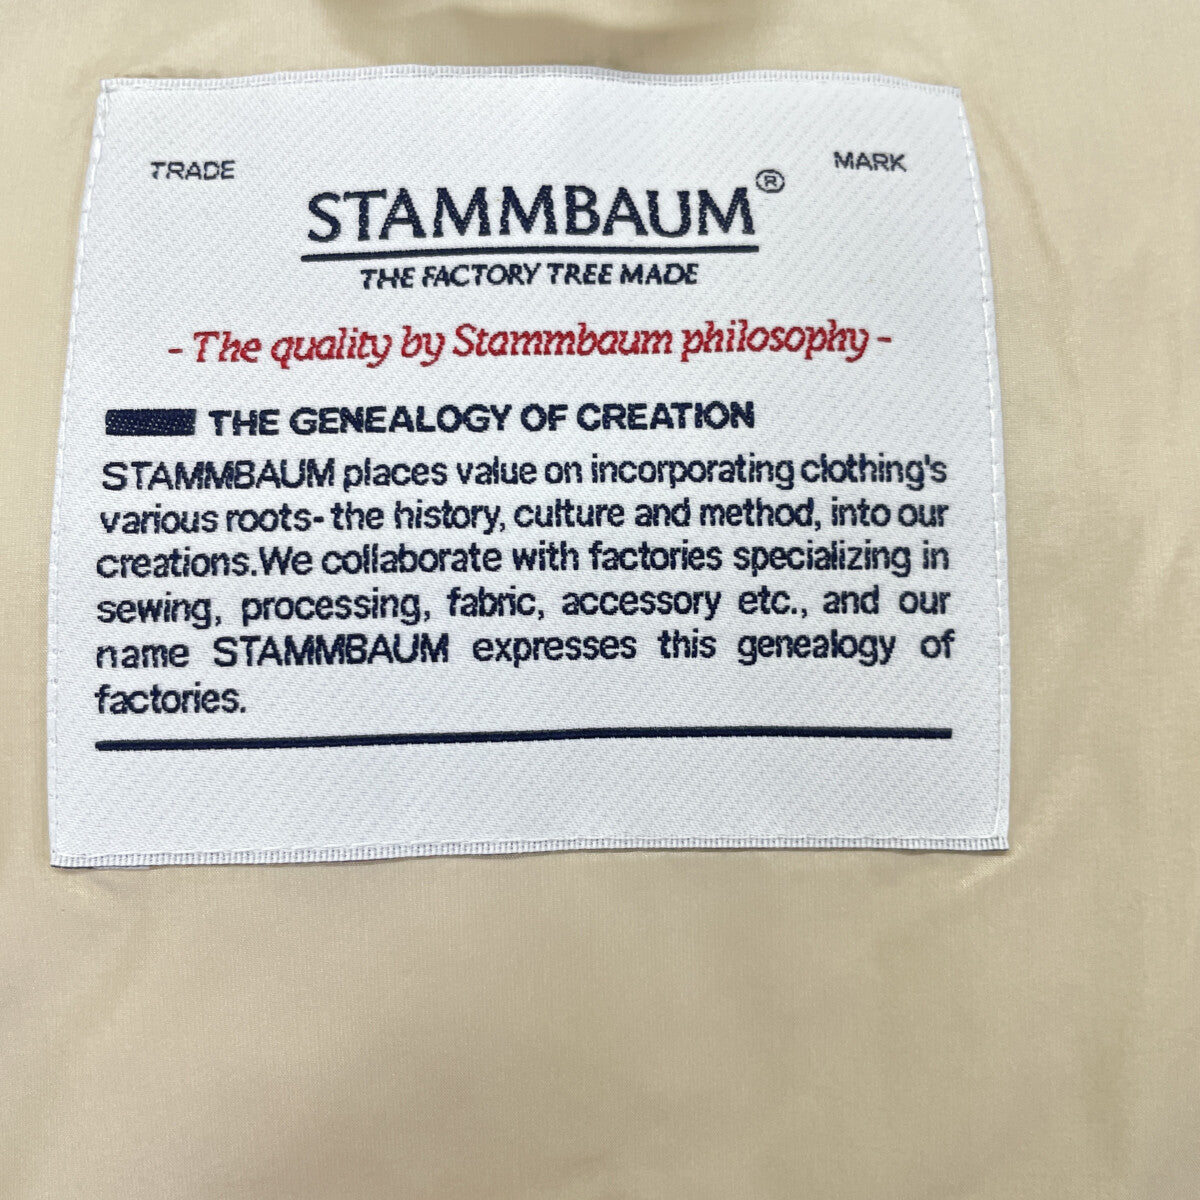 TRADE MARK
STAMMBAUM®
THE FACTORY TREE MADE
- The quality by Stammbaum philosophy -
THE GENEALOGY OF CREATION
STAMMBAUM places value on incorporating clothing's
various roots- the history, culture and method, into our
creations.We collaborate with factories specializing in
sewing, processing, fabric, accessory etc., and our
name STAMMBAUM expresses this genealogy of
factories.